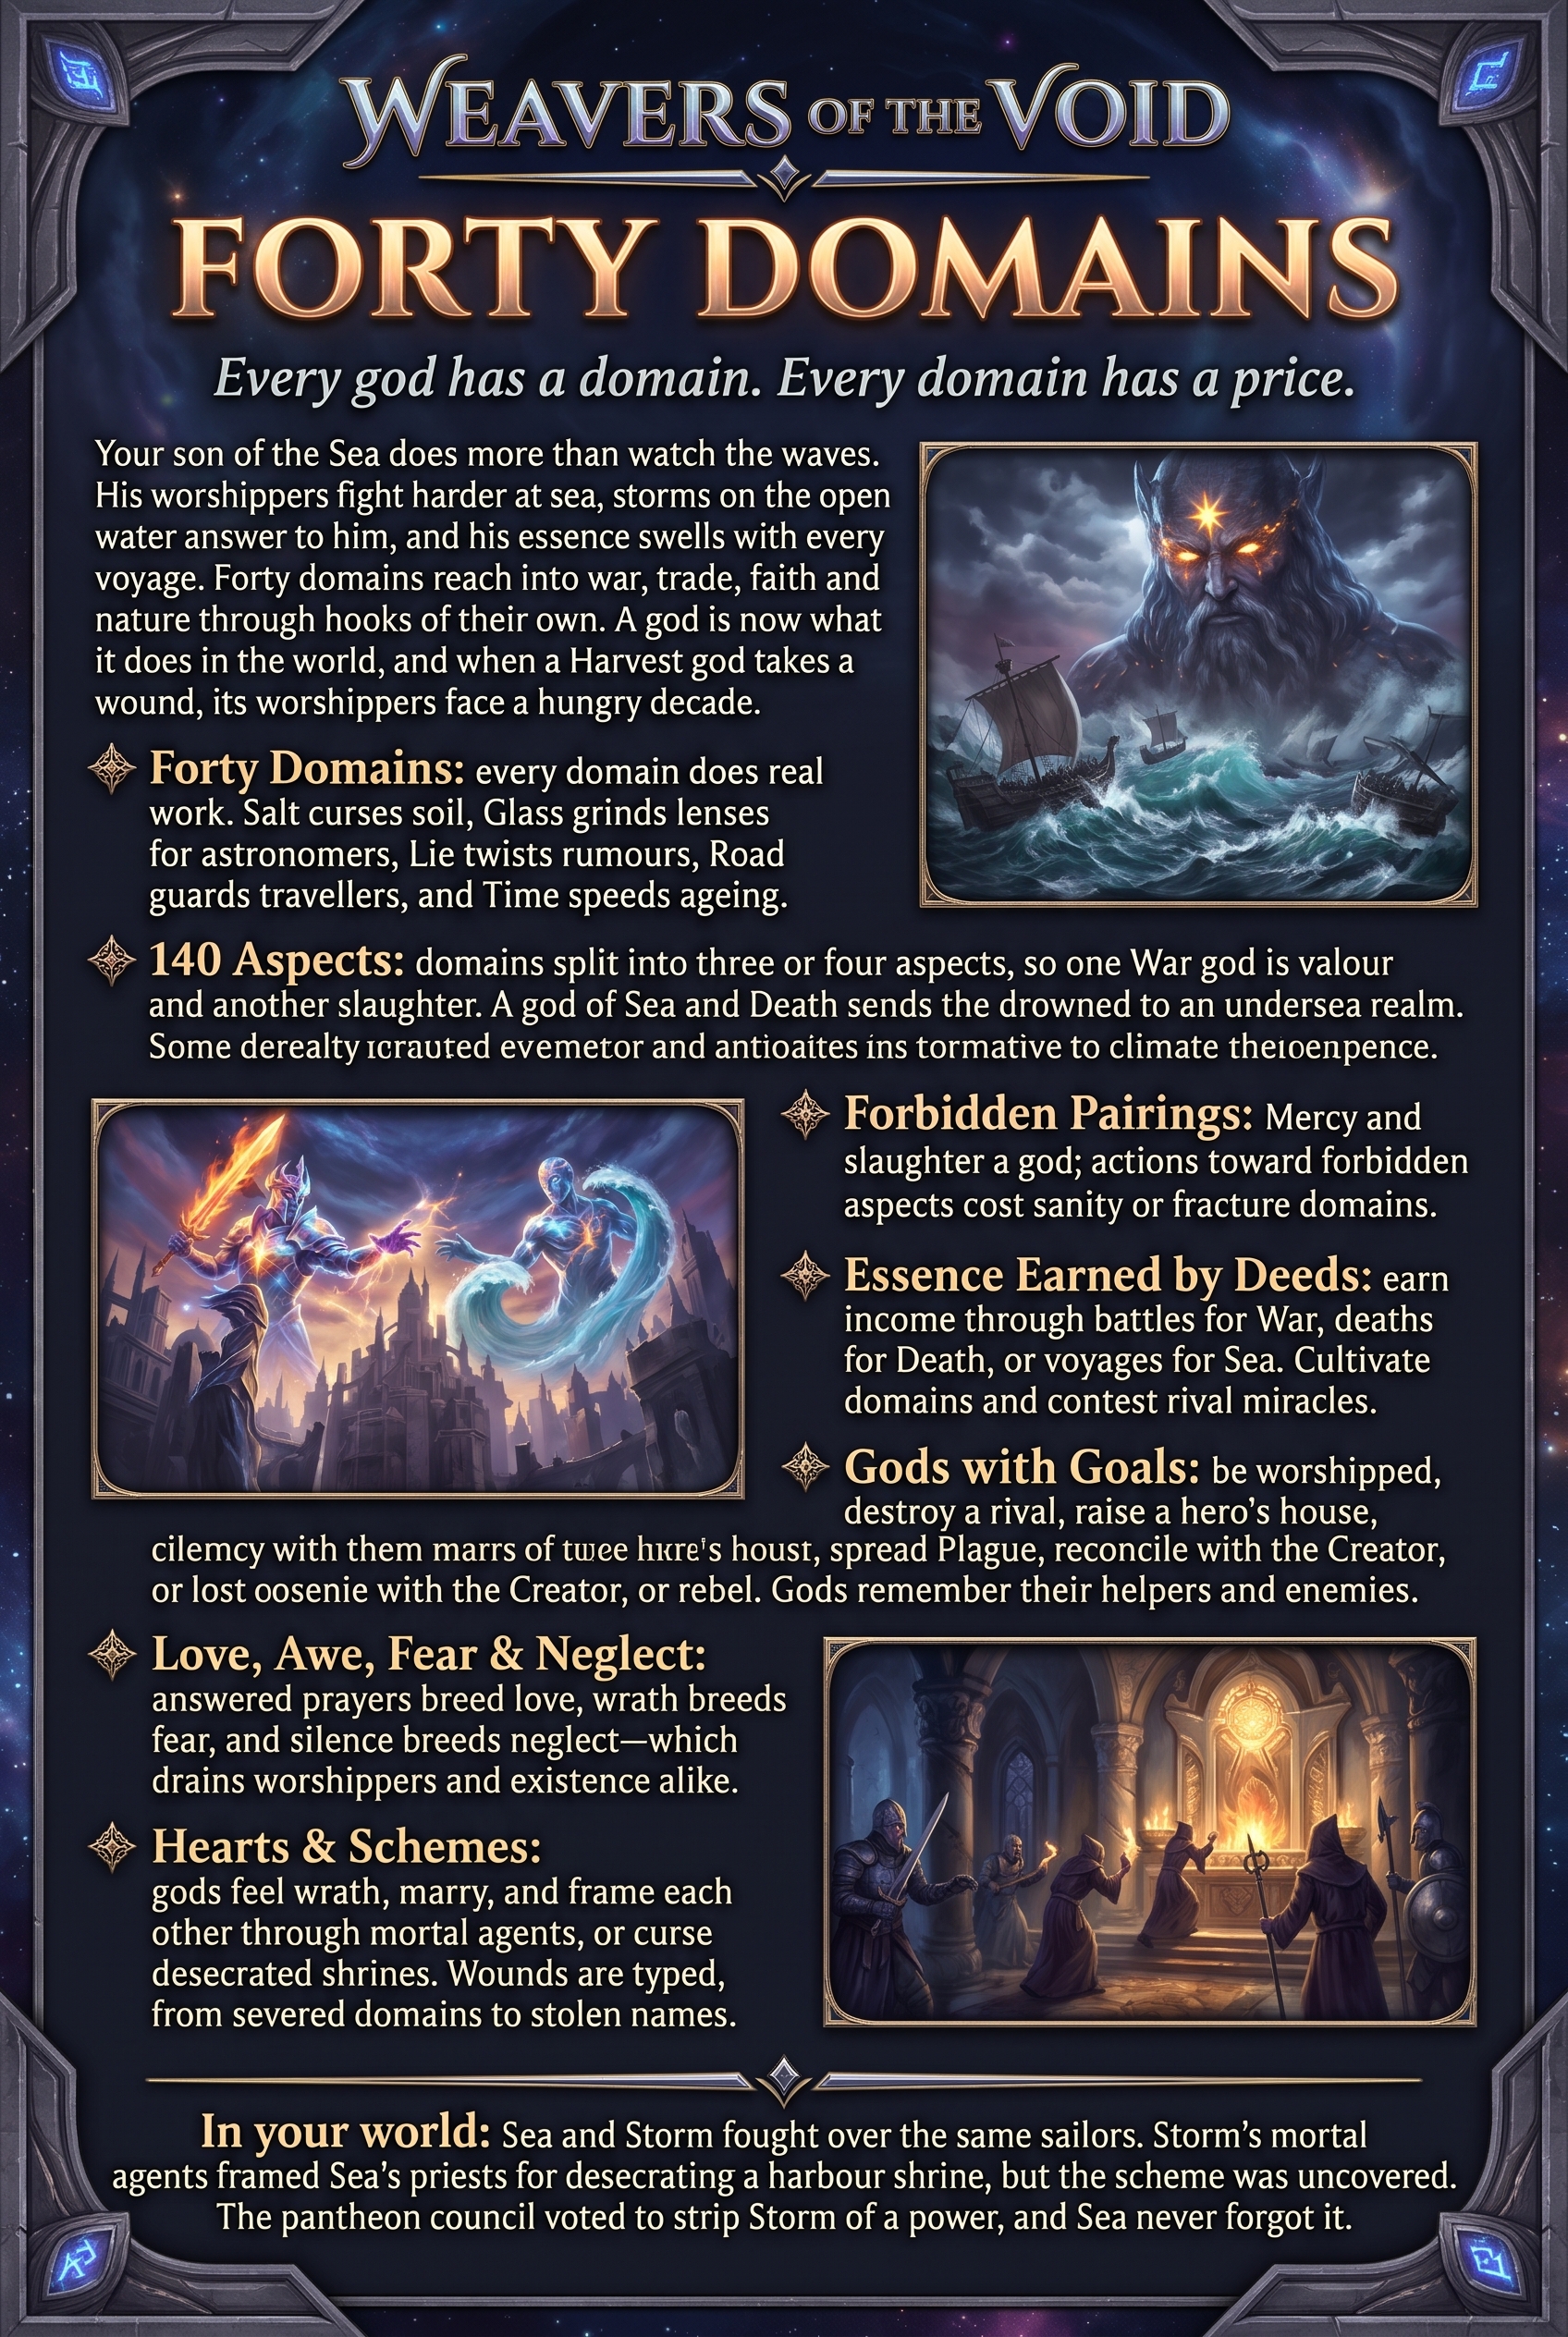 WEAVERS OF THE VOID
FORTY DOMAINS
Every god has a domain. Every domain has a price.
Your son of the Sea does more than watch the waves.
His worshippers fight harder at sea, storms on the open
water answer to him, and his essence swells with every
voyage. Forty domains reach into war, trade, faith and
nature through hooks of their own. A god is now what
it does in the world, and when a Harvest god takes a
wound, its worshippers face a hungry decade.
Forty Domains: every domain does real
work. Salt curses soil, Glass grinds lenses
for astronomers, Lie twists rumours, Road
guards travellers, and Time speeds ageing.
140 Aspects: domains split into three or four aspects, so one War god is valour
and another slaughter. A god of Sea and Death sends the drowned to an undersea realm.
Some derealty and to climate
Forbidden Pairings: Mercy and
slaughter a god; actions toward forbidden
aspects cost sanity or fracture domains.
Essence Earned by Deeds: earn
income through battles for War, deaths
for Death, or voyages for Sea. Cultivate
domains and contest rival miracles.
Gods with Goals: be worshipped,
destroy a rival, raise a hero's house,
cilemcy with them marrs of houst, spread Plague, reconcile with the Creator,
or lost oosenie with the Creator, or rebel. Gods remember their helpers and enemies.
Love, Awe, Fear & Neglect:
answered prayers breed love, wrath breeds
fear, and silence breeds neglect—which
drains worshippers and existence alike.
Hearts & Schemes:
gods feel wrath, marry, and frame each
other through mortal agents, or curse
desecrated shrines. Wounds are typed,
from severed domains to stolen names.
In your world: Sea and Storm fought over the same sailors. Storm's mortal
agents framed Sea's priests for desecrating a harbour shrine, but the scheme was uncovered.
The pantheon council voted to strip Storm of a power, and Sea never forgot it.